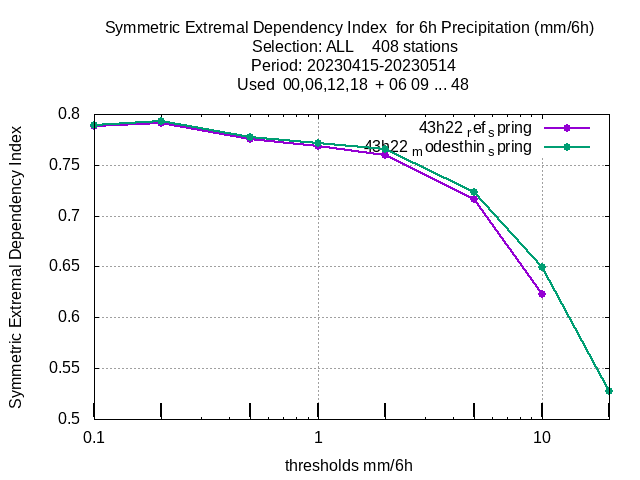 Symmetric Extremal Dependency Index  for 6h Precipitation (mm/6h)
Selection: ALL    408 stations
Period: 20230415-20230514
Used  00,06,12,18  + 06 09 ... 48
43h22 ref spring
43h22 modesthin spring
0.8
0.75
0.7
0.65
0.6
0.55
0.5
Symmetric Extremal Dependency Index
0.1
1
10
thresholds mm/6h